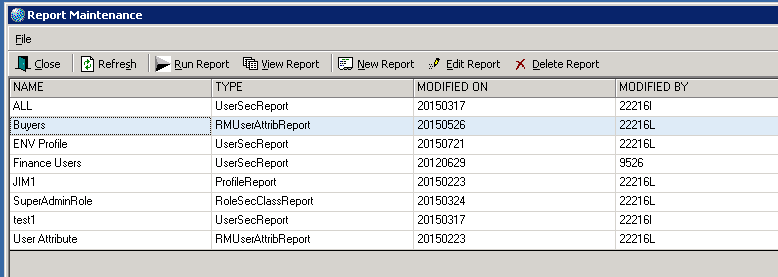 Report Maintenance
File
Close Refresh Run Report View Report New Report Edit Report Delete Report
NAME TYPE MODIFIED ON MODIFIED BY
ALL UserSecReport 20150317 22216I
Buyers RMUserAttribReport 20150526 22216L
ENV Profile UserSecReport 20150721 22216L
Finance Users UserSecReport 20120629 9526
JIM1 ProfileReport 20150223 22216L
SuperAdminRole RoleSecClassReport 20150324 22216L
test1 UserSecReport 20150317 22216I
User Attribute RMUserAttribReport 20150223 22216L